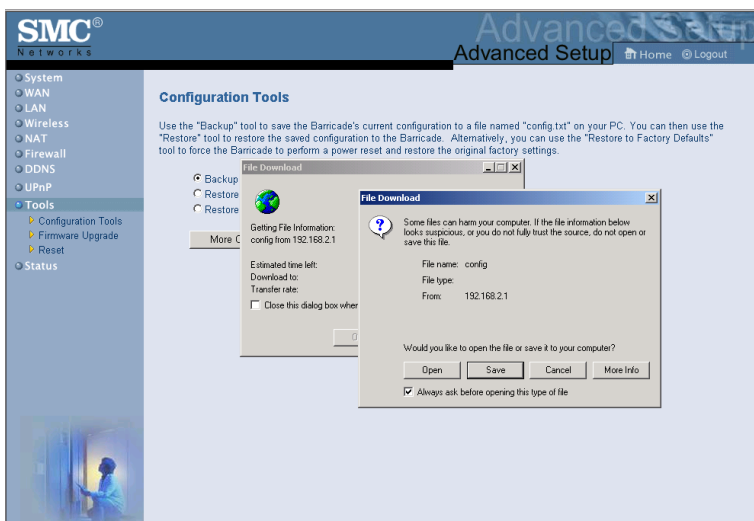 SMC®
Networks
Advanced Setup
Advanced Setup
Home
Logout
System
WAN
LAN
Wireless
NAT
Firewall
DDNS
UPnP
Tools
Configuration Tools
Firmware Upgrade
Reset
Status
Configuration Tools
Use the "Backup" tool to save the Barricade's current configuration to a file named "config.txt" on your PC. You can then use the
"Restore" tool to restore the saved configuration to the Barricade. Alternatively, you can use the "Restore to Factory Defaults"
tool to force the Barricade to perform a power reset and restore the original factory settings.
Backup
Restore
Restore
More C
File Download
Getting File Information:
config from 192.168.2.1
Estimated time left:
Download to:
Transfer rate:
Close this dialog box when
File Download
Some files can harm your computer. If the file information below
looks suspicious, or you do not fully trust the source, do not open or
save this file.
File name: config
File type:
From: 192.168.2.1
Would you like to open the file or save it to your computer?
Open
Save
Cancel
More Info
Always ask before opening this type of file